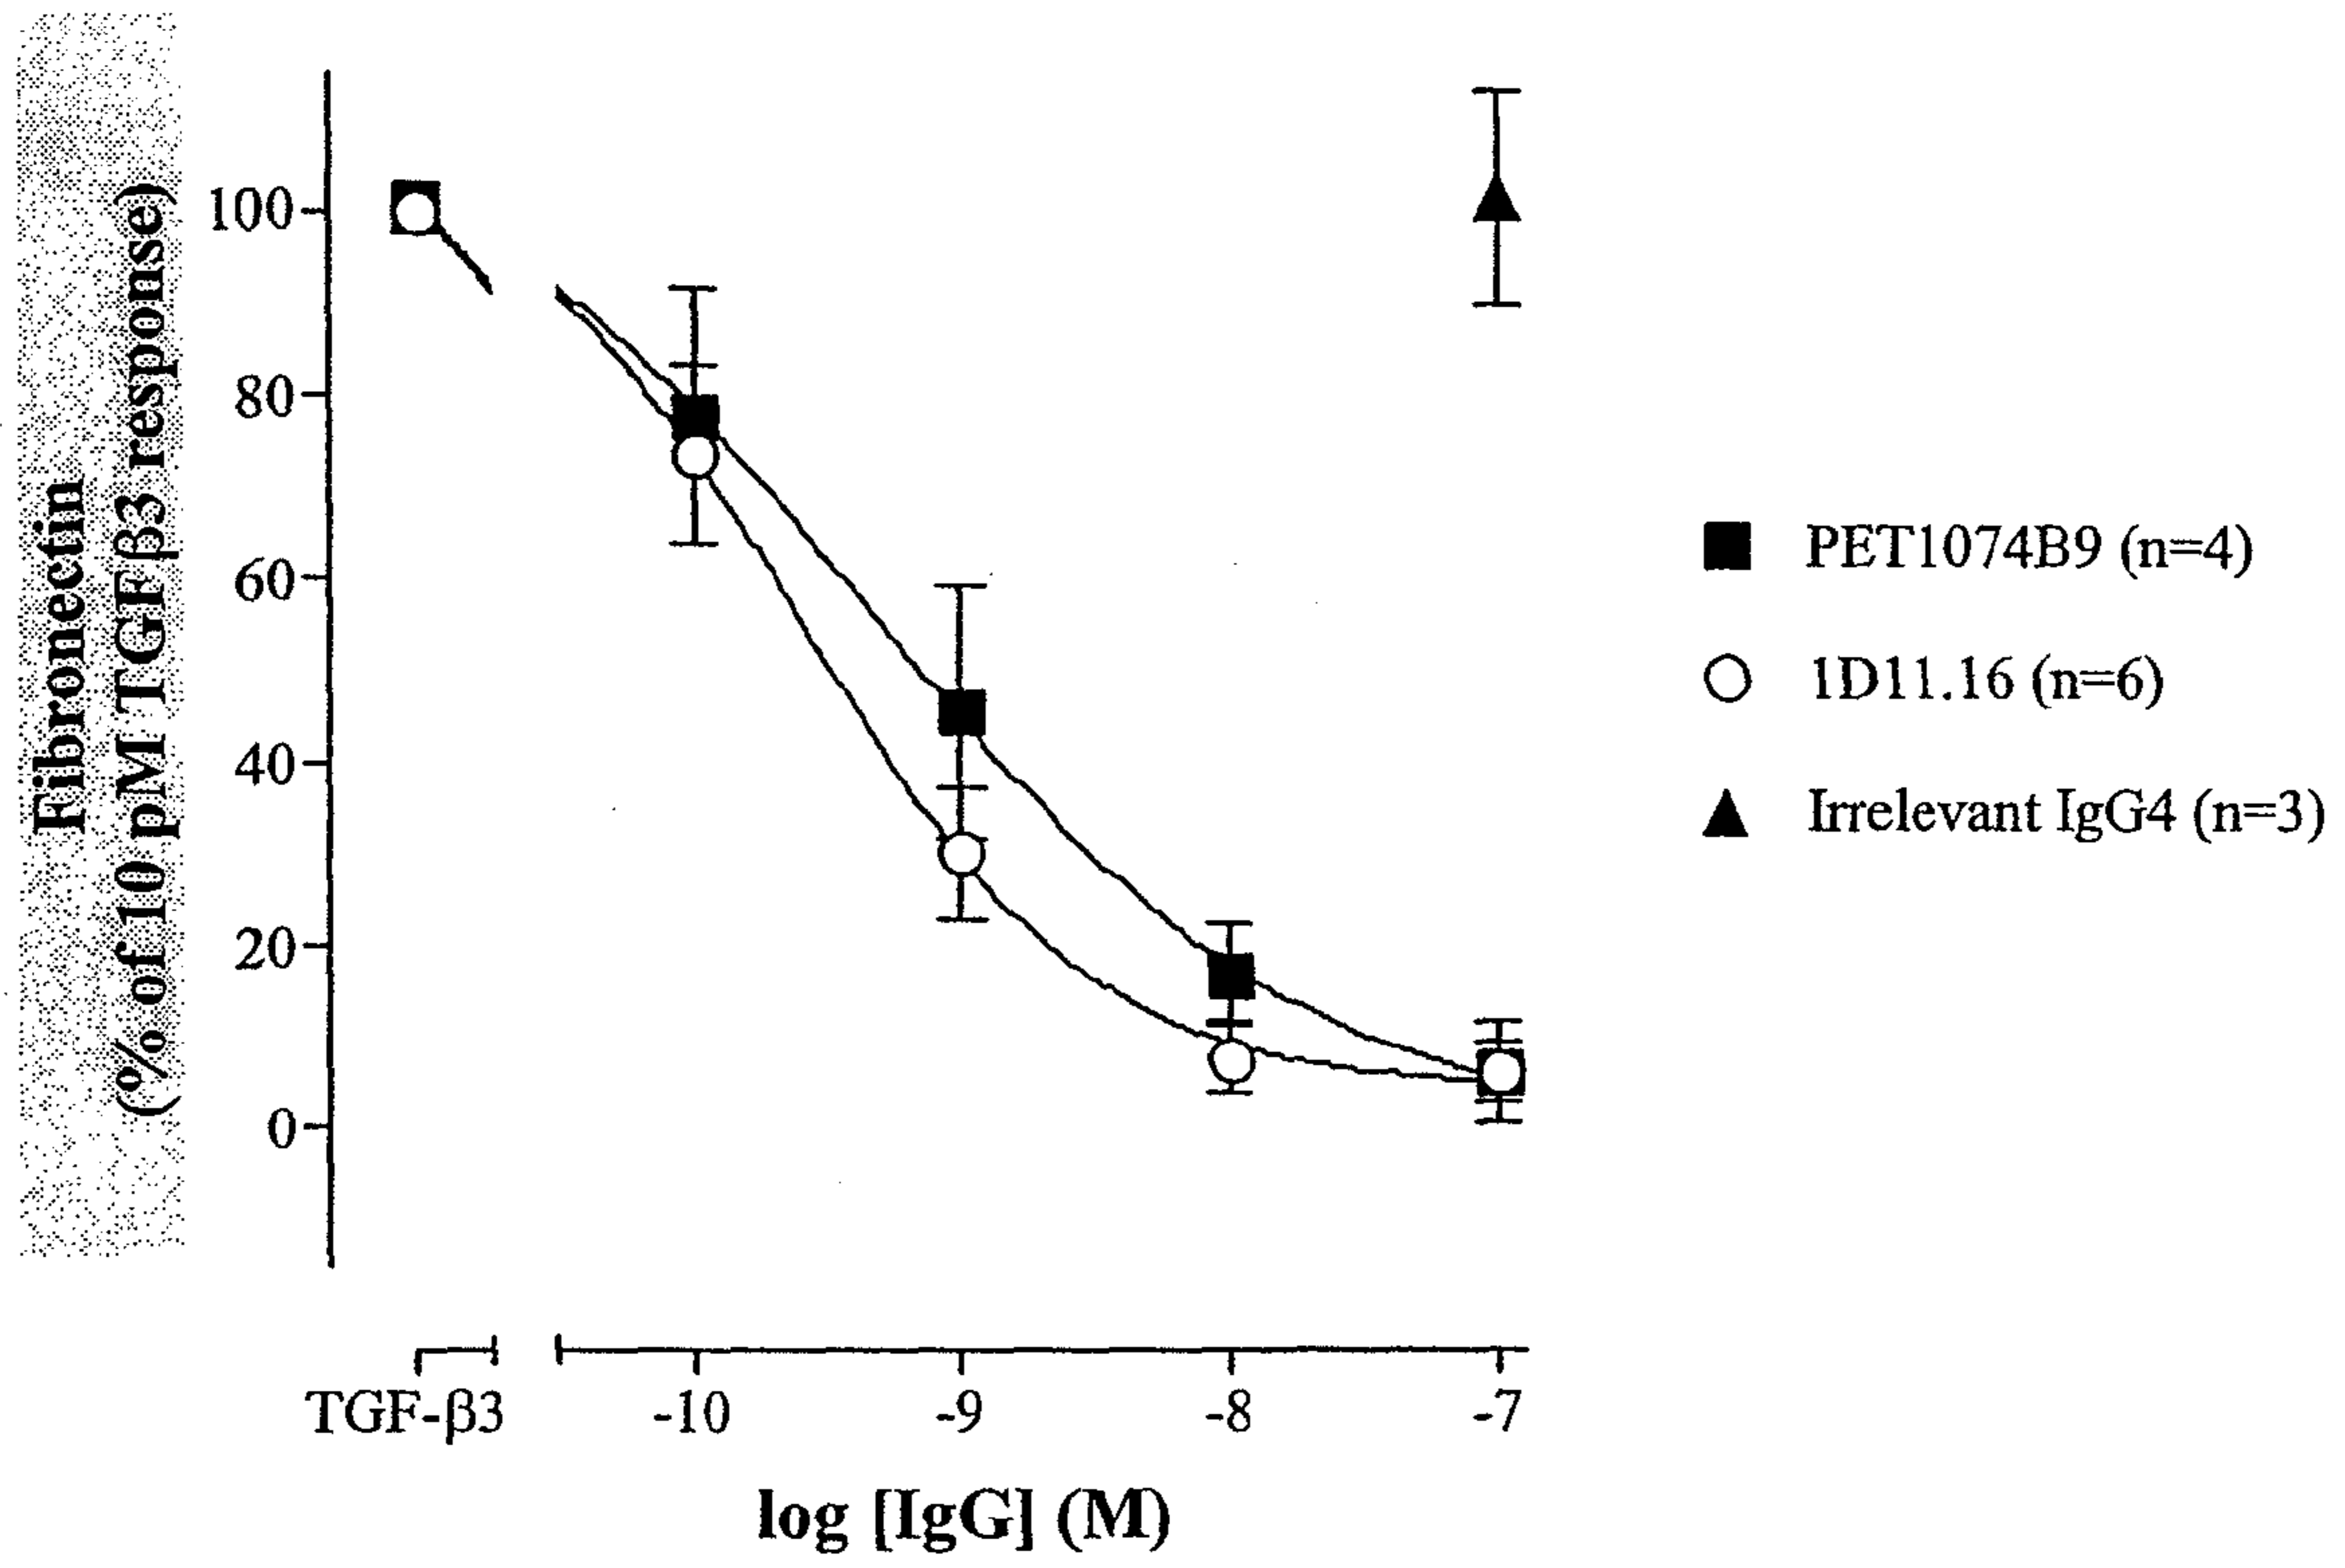 Fibronectin
(% of 10 pM TGFβ3 response)
100
80
60
40
20
0
TGF-β3
-10
-9
-8
-7
log [IgG] (M)
PET1074B9 (n=4)
1D11.16 (n=6)
Irrelevant IgG4 (n=3)